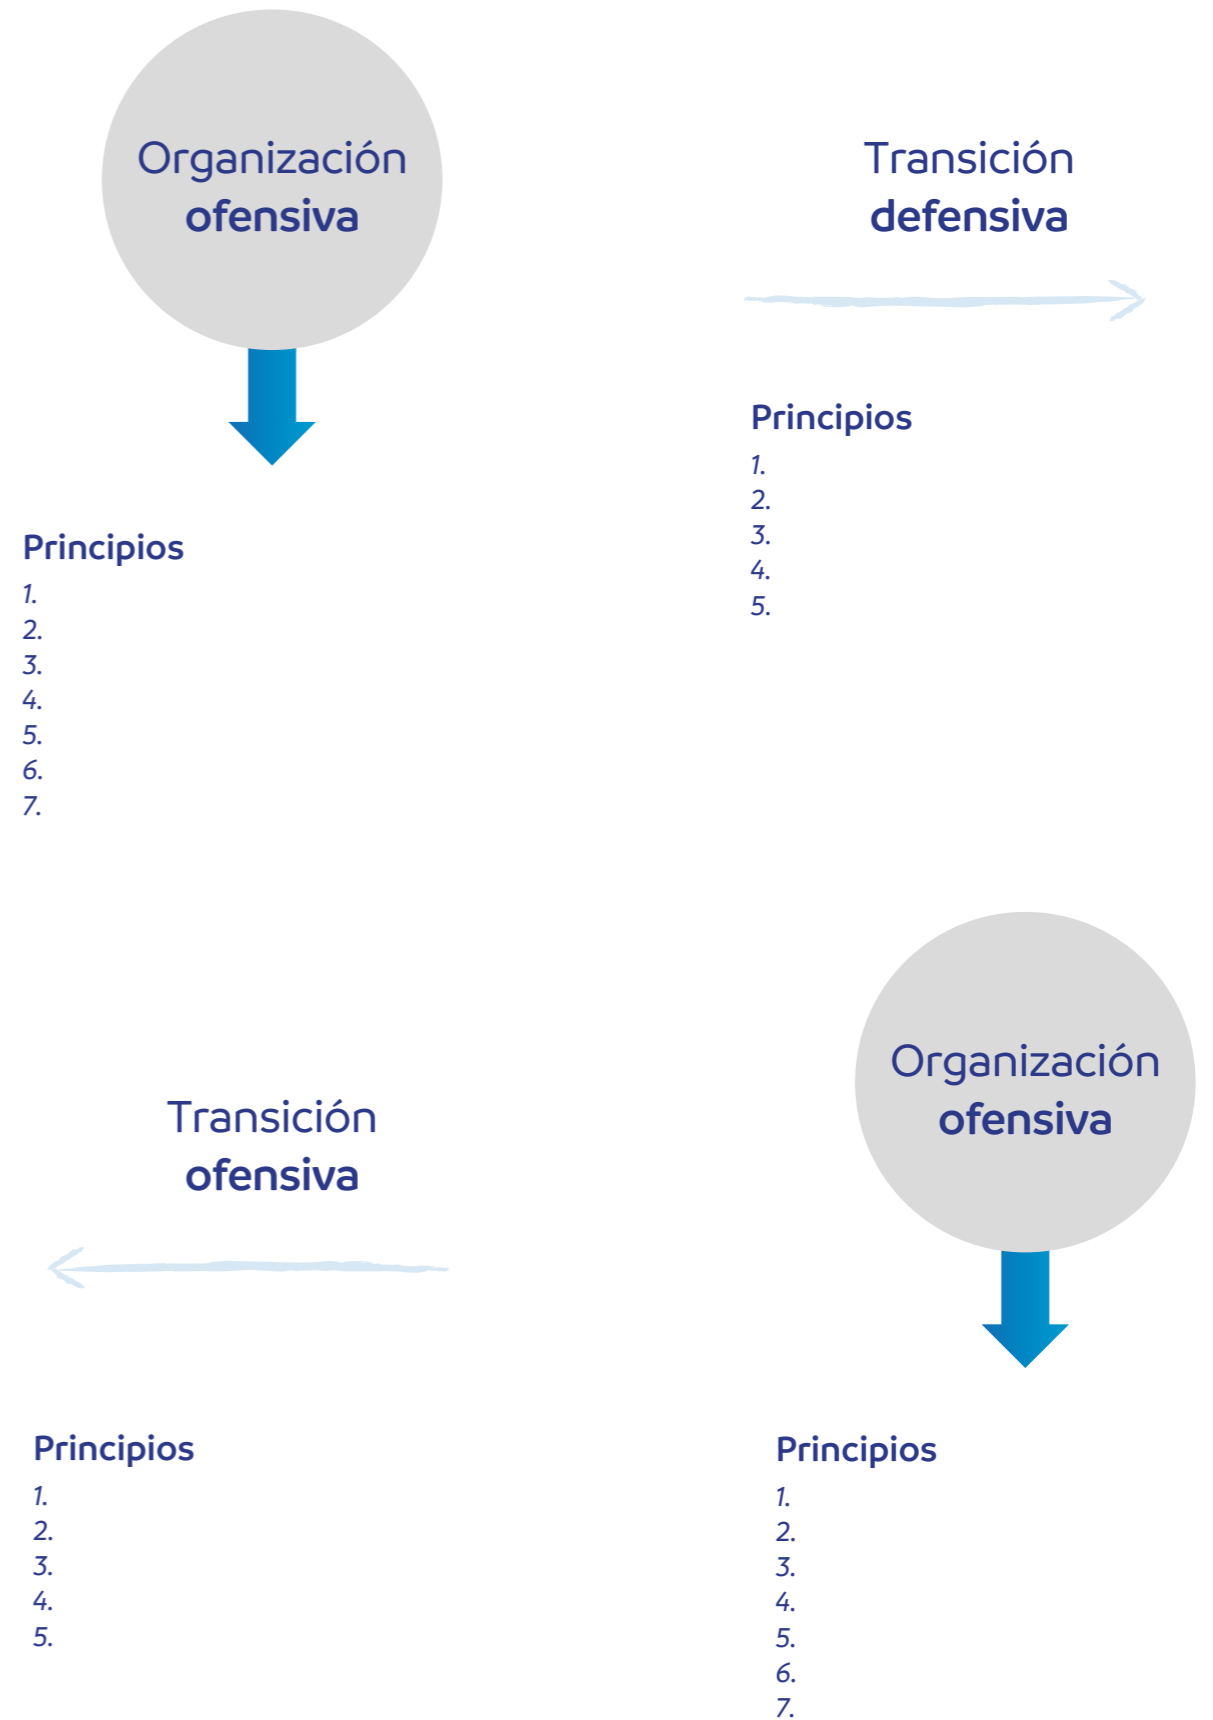 Organización
ofensiva
Principios
1.
2.
3.
4.
5.
6.
7.
Transición
defensiva
Principios
1.
2.
3.
4.
5.
Transición
ofensiva
Principios
1.
2.
3.
4.
5.
Organización
ofensiva
Principios
1.
2.
3.
4.
5.
6.
7.